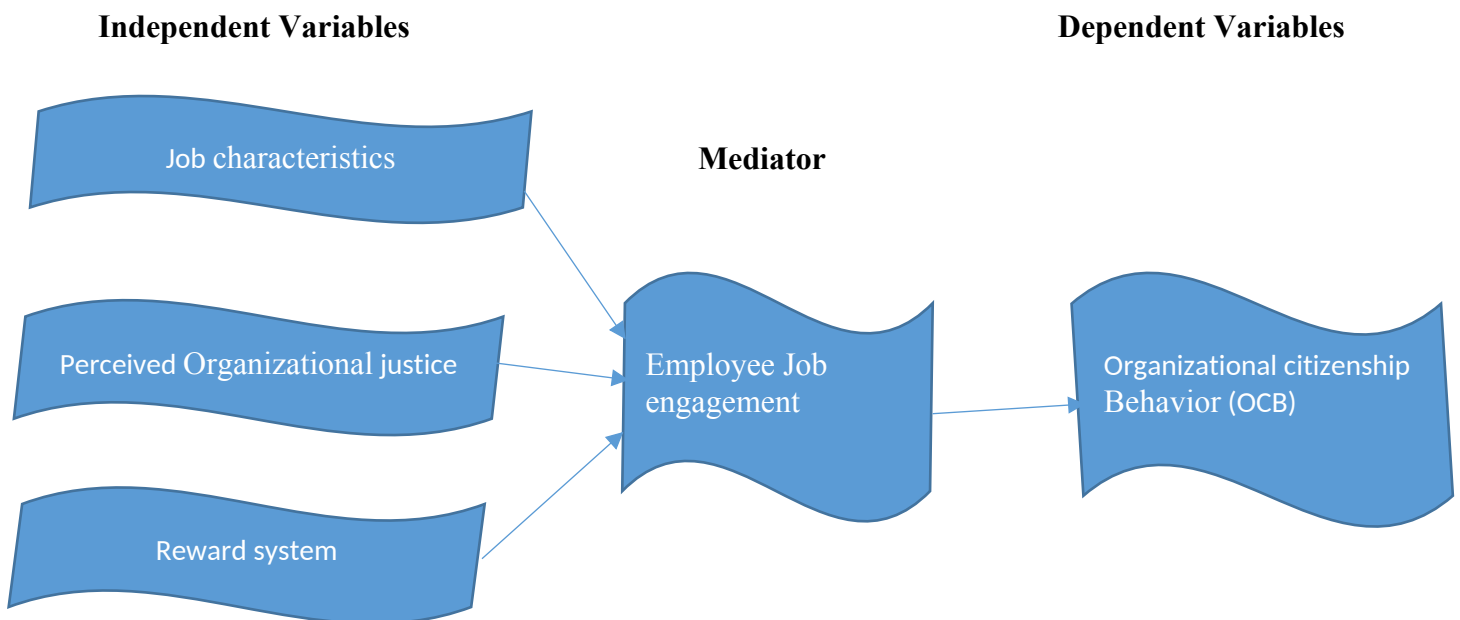 Independent Variables
Dependent Variables
Job characteristics
Mediator
Perceived Organizational justice
Employee Job
engagement
Organizational citizenship
Behavior (OCB)
Reward system